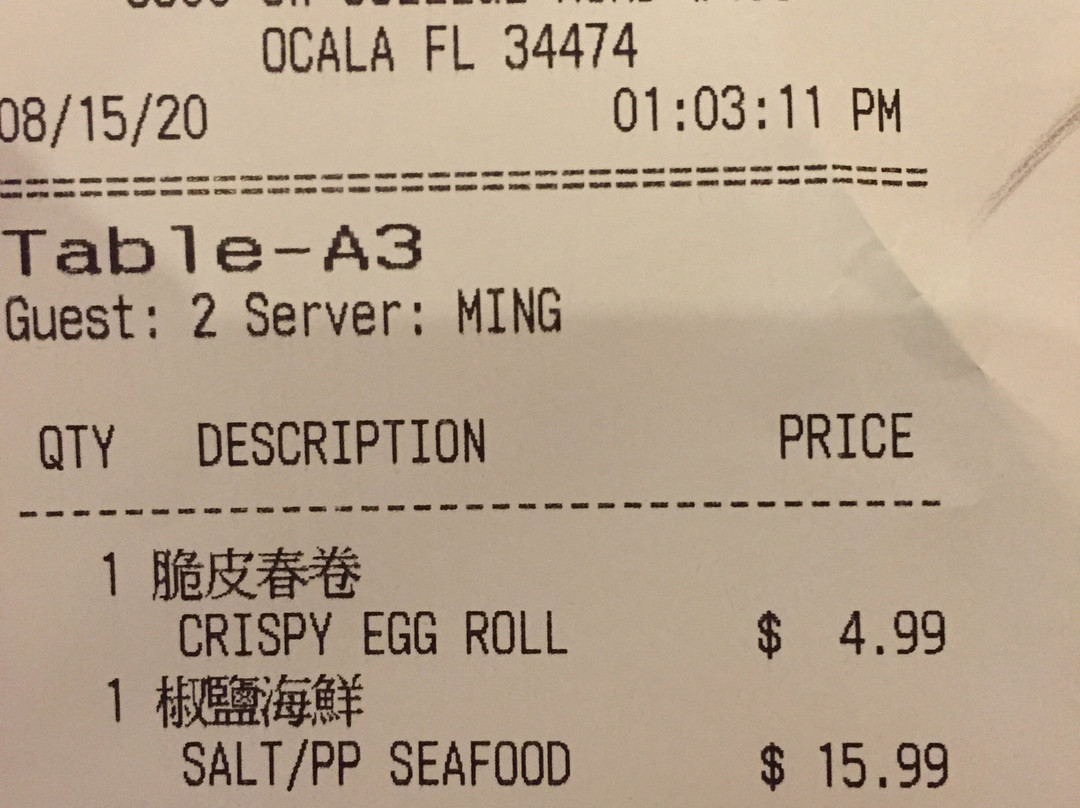 OCALA FL 34474
08/15/20 01:03:11 PM
Table-A3
Guest: 2 Server: MING
QTY DESCRIPTION PRICE
1 脆皮春卷
CRISPY EGG ROLL $ 4.99
1 椒鹽海鮮
SALT/PP SEAFOOD $ 15.99